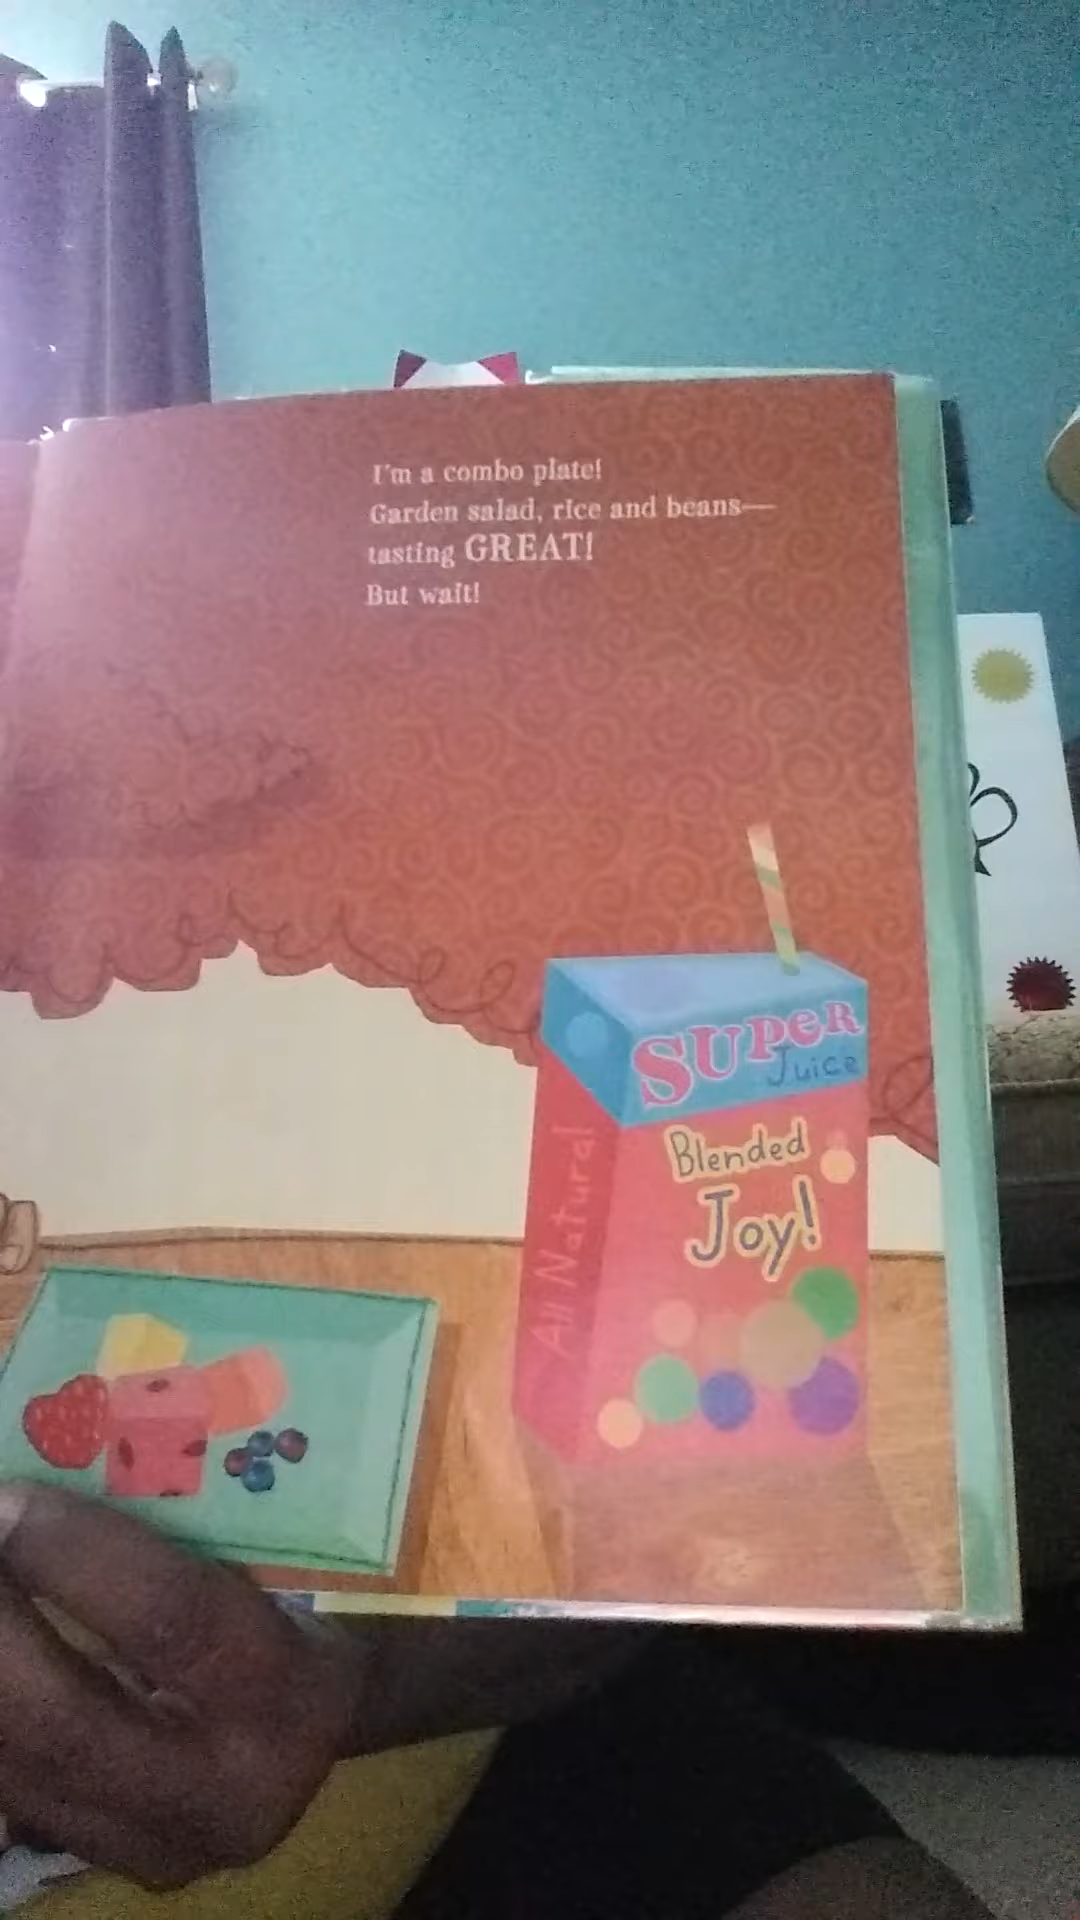 I'm a combo plate!
Garden salad, rice and beans—
tasting GREAT!
But wait!
SUPER
Juice
Blended
Joy!
All Natural